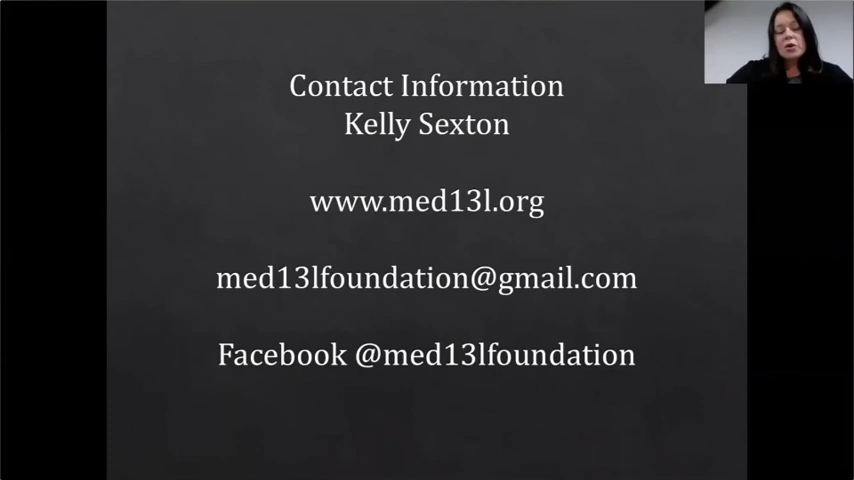 Contact Information
Kelly Sexton
www.med13l.org
med13lfoundation@gmail.com
Facebook @med13lfoundation